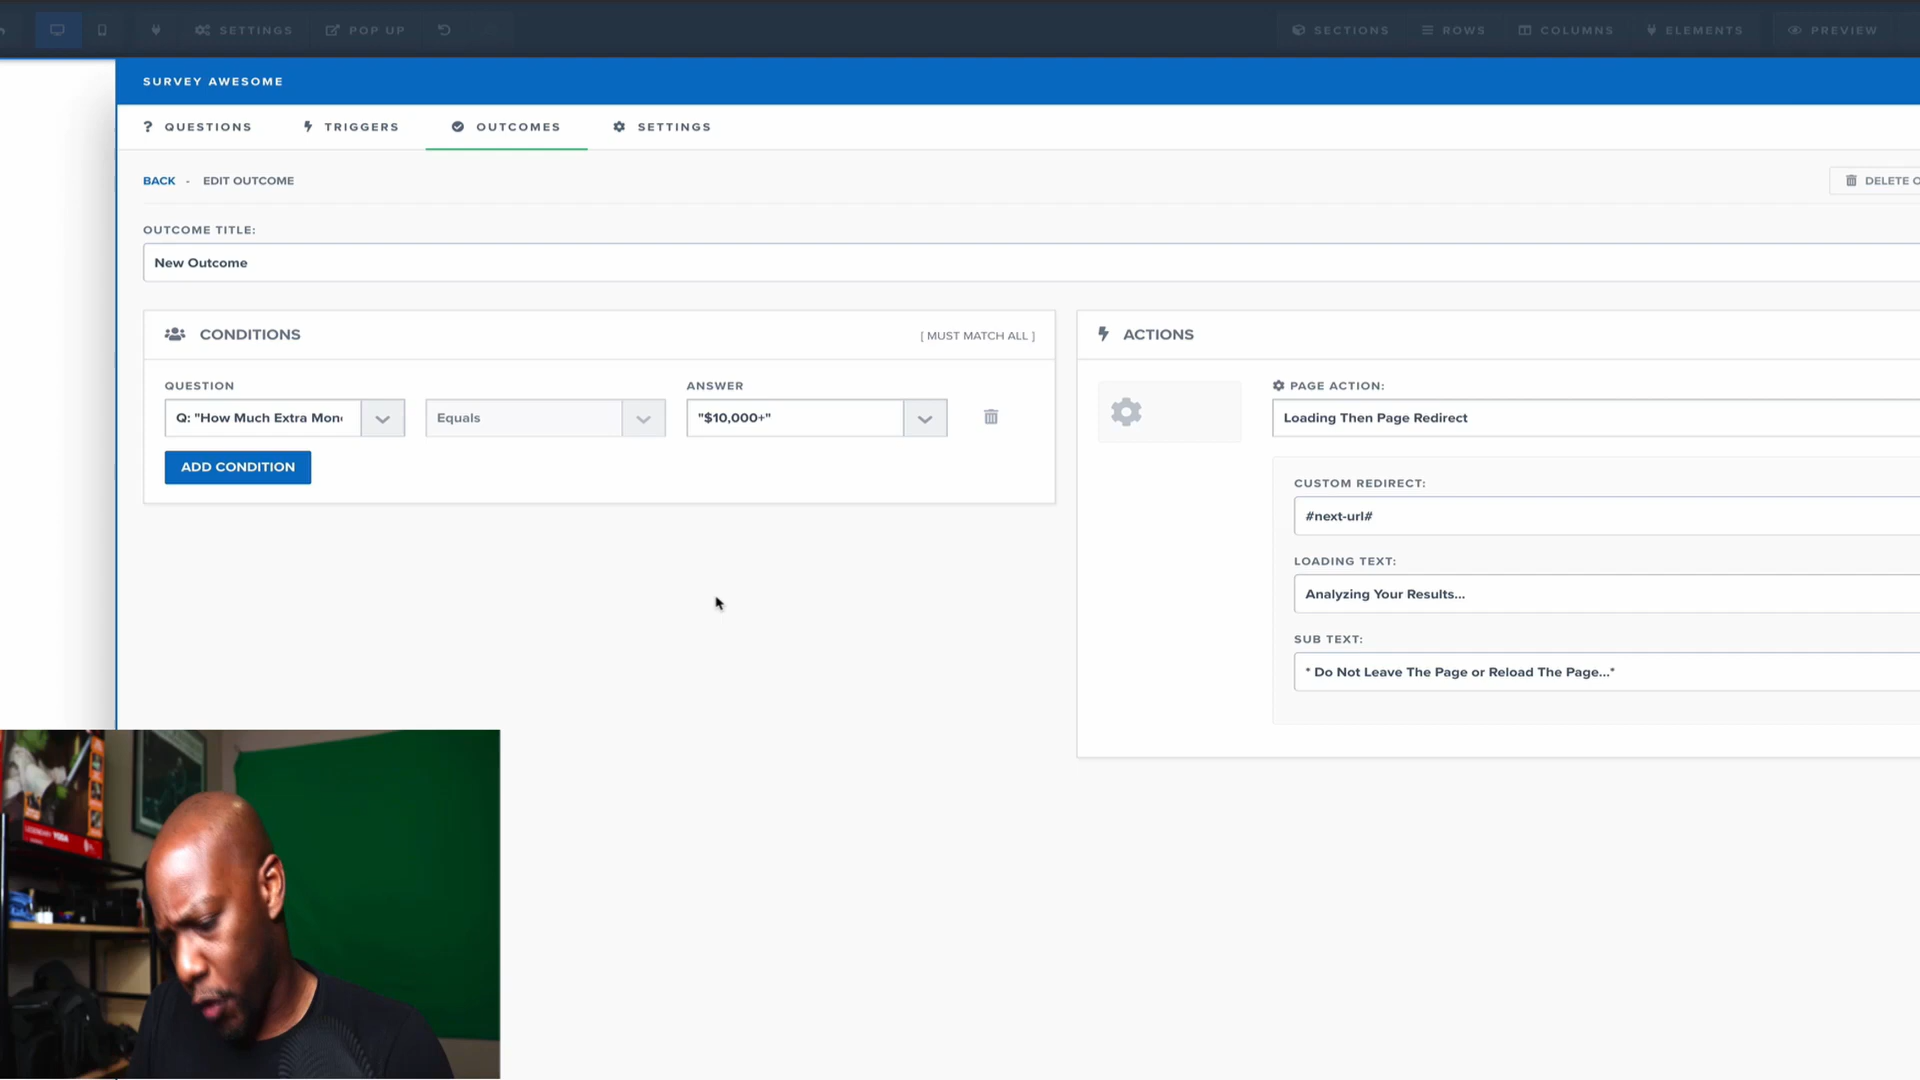 SETTINGS
POP UP
SECTIONS
ROWS
COLUMNS
ELEMENTS
PREVIEW
SURVEY AWESOME
? QUESTIONS
TRIGGERS
OUTCOMES
SETTINGS
BACK - EDIT OUTCOME
DELETE O
OUTCOME TITLE:
New Outcome
CONDITIONS
[ MUST MATCH ALL ]
QUESTION
ANSWER
Q: "How Much Extra Mon
Equals
"$10,000+"
ADD CONDITION
ACTIONS
PAGE ACTION:
Loading Then Page Redirect
CUSTOM REDIRECT:
#next-url#
LOADING TEXT:
Analyzing Your Results...
SUB TEXT:
* Do Not Leave The Page or Reload The Page...*
YODA